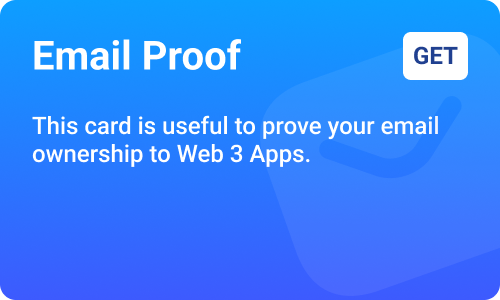 Email Proof
GET
This card is useful to prove your email
ownership to Web 3 Apps.